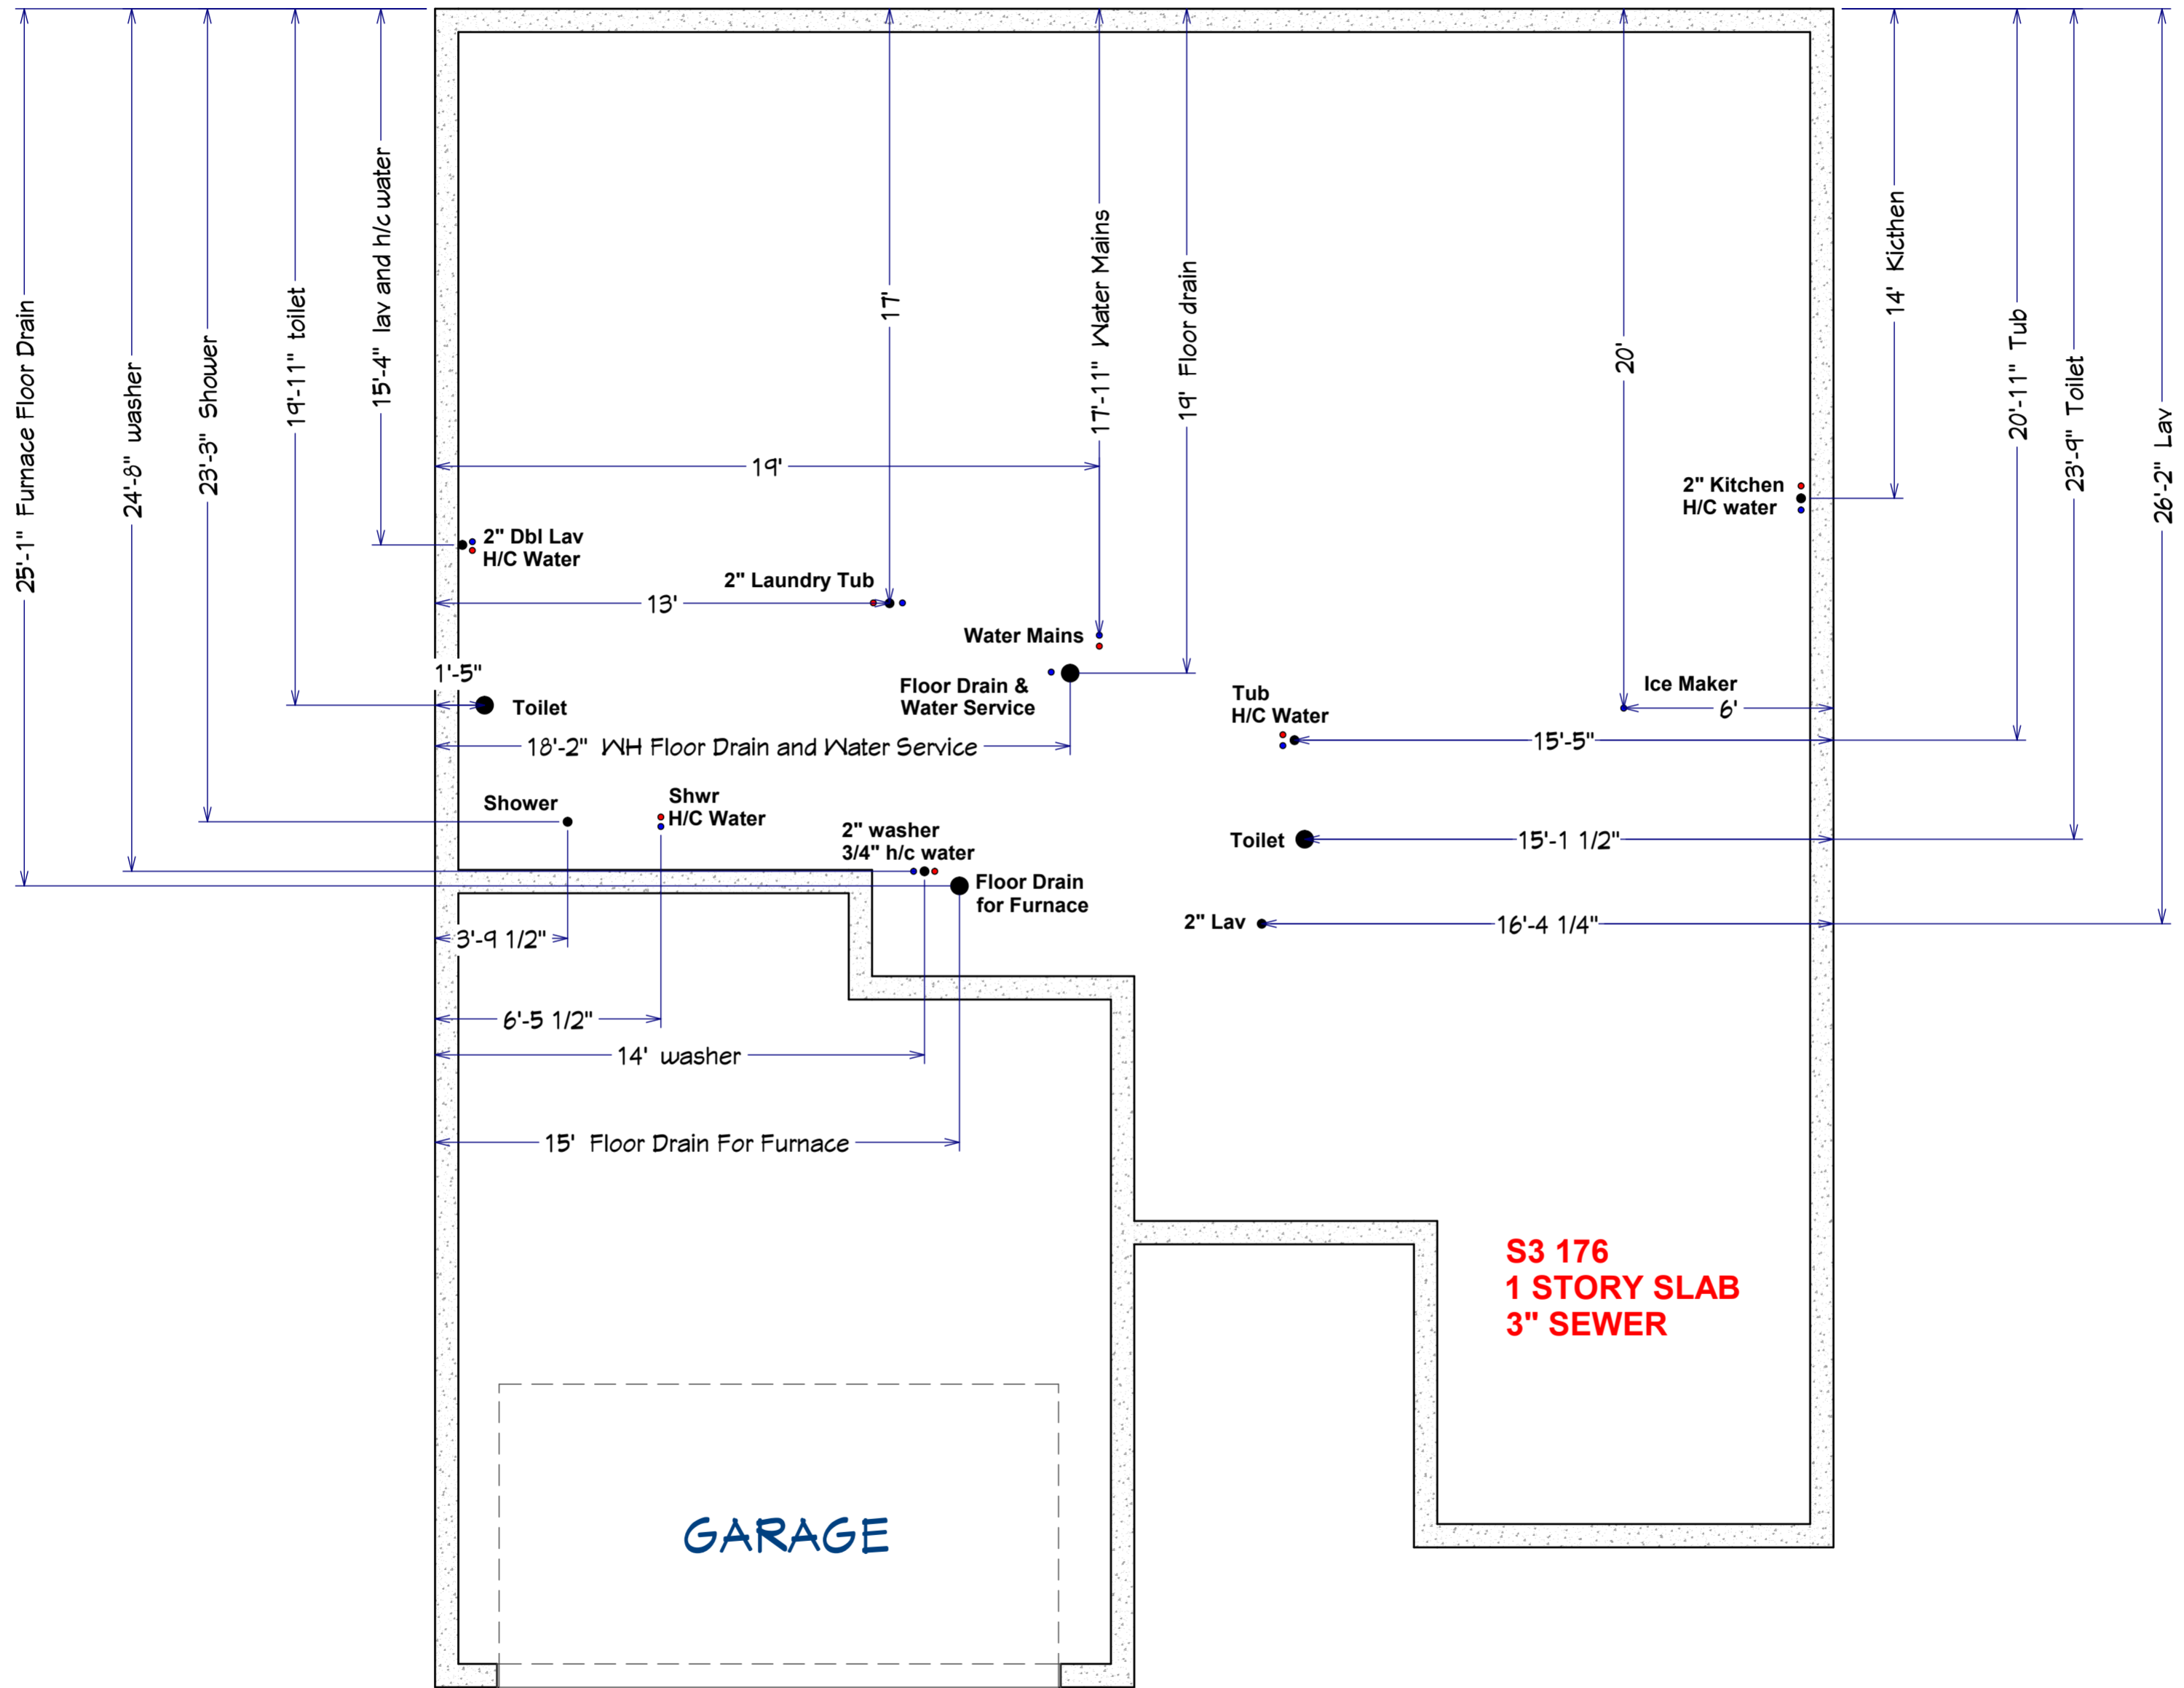 25'-1" Furnace Floor Drain
24'-8" washer
23'-3" Shower
19'-11" toilet
15'-4" lav and h/c water
17'
17'-11" Water Mains
19' Floor drain
20'
14' Kicthen
20'-11" Tub
23'-9" Toilet
26'-2" Lav
19'
2" Kitchen
H/C water
2" Dbl Lav
H/C Water
2" Laundry Tub
13'
Water Mains
1'-5"
Toilet
Floor Drain &
Water Service
Ice Maker
6'
Tub
H/C Water
15'-5"
18'-2" WH Floor Drain and Water Service
Shower
Shwr
H/C Water
2" washer
3/4" h/c water
Toilet
15'-1 1/2"
Floor Drain
for Furnace
2" Lav
16'-4 1/4"
3'-9 1/2"
6'-5 1/2"
14' washer
15' Floor Drain For Furnace
S3 176
1 STORY SLAB
3" SEWER
GARAGE